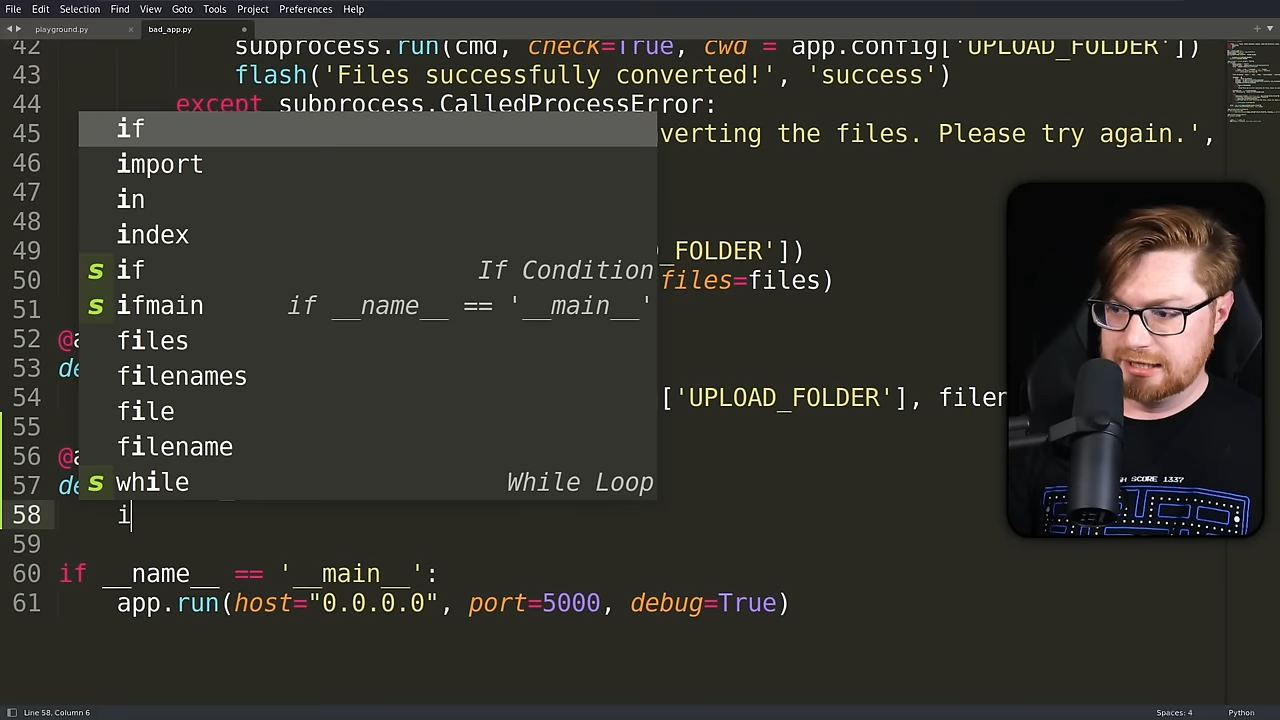 File Edit Selection Find View Goto Tools Project Preferences Help
playground.py × bad_app.py
42 subprocess.run(cmd, check=True, cwd = app.config['UPLOAD_FOLDER'])
43 flash('Files successfully converted!', 'success')
44 except subprocess.CalledProcessError:
45 verting the files. Please try again.',
46
47
48
49 _FOLDER'])
50 files=files)
51
52 @a
53 de
54 ['UPLOAD_FOLDER'], filen
55
56 @a
57 de
58 i
59
60 if __name__ == '__main__':
61 app.run(host="0.0.0.0", port=5000, debug=True)
if
import
in
index
s if If Condition
s ifmain if __name__ == '__main__'
files
filenames
file
filename
s while While Loop
GH SCORE 1337
Line 58, Column 6 Spaces: 4 Python